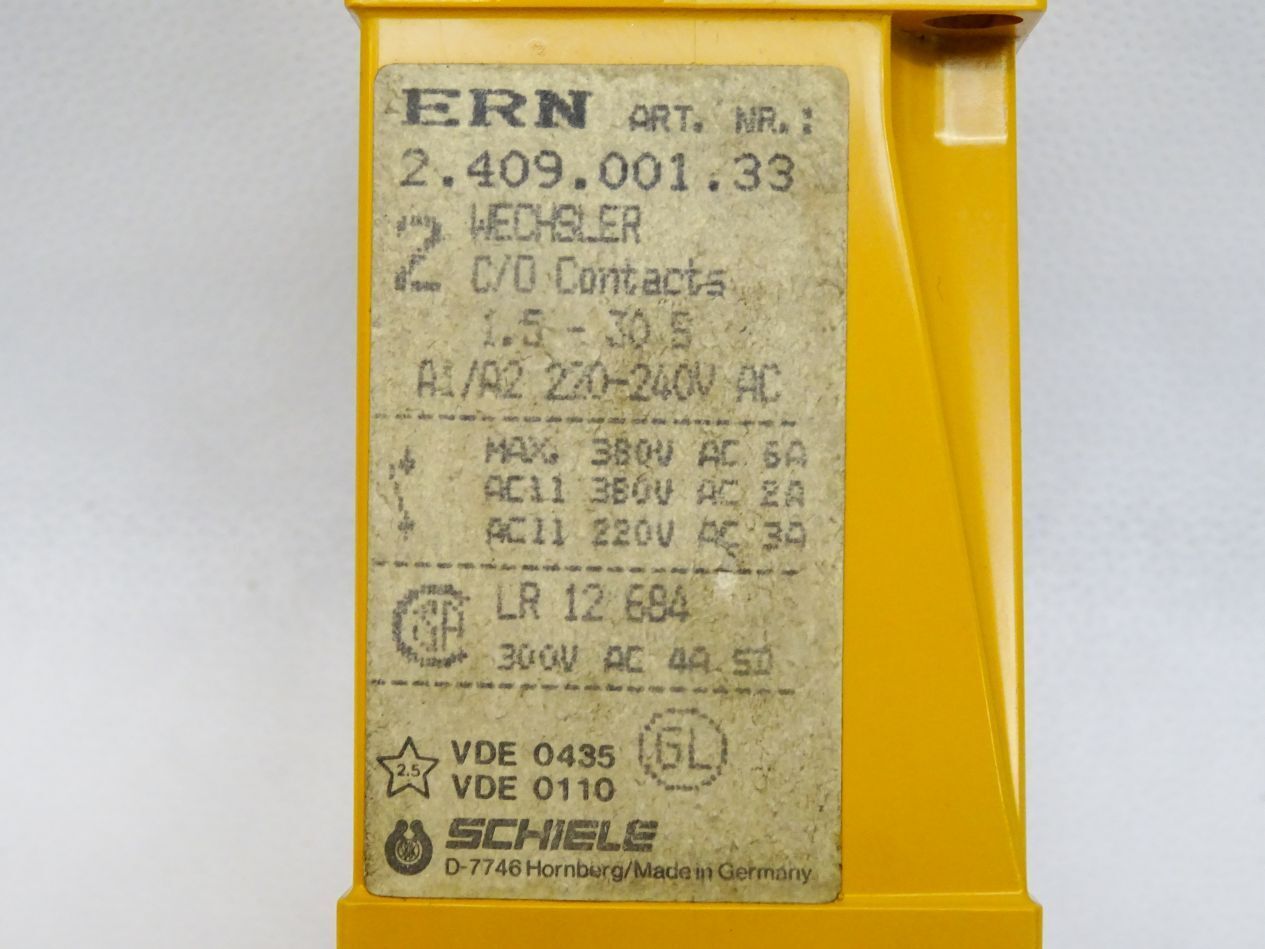 ERN ART. NR.:
2.409.001.33
2 WECHSLER
C/O Contacts
1.5 - 30 S
A1/A2 220-240V AC
MAX. 380V AC 6A
AC11 380V AC 2A
AC11 220V AC 3A
LR 12 684
300V AC 4A SD
GL
2.5 VDE 0435
VDE 0110
SCHIELE
D-7746 Hornberg/Made in Germany